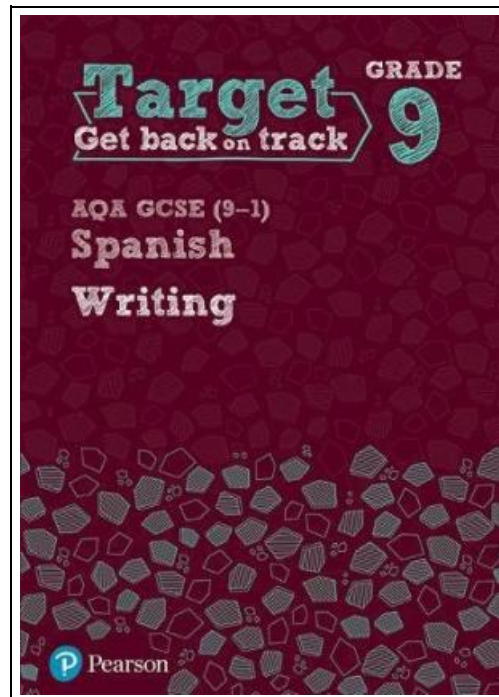 GRADE
Target 9
Get back on track
AQA GCSE (9–1)
Spanish
Writing
P Pearson